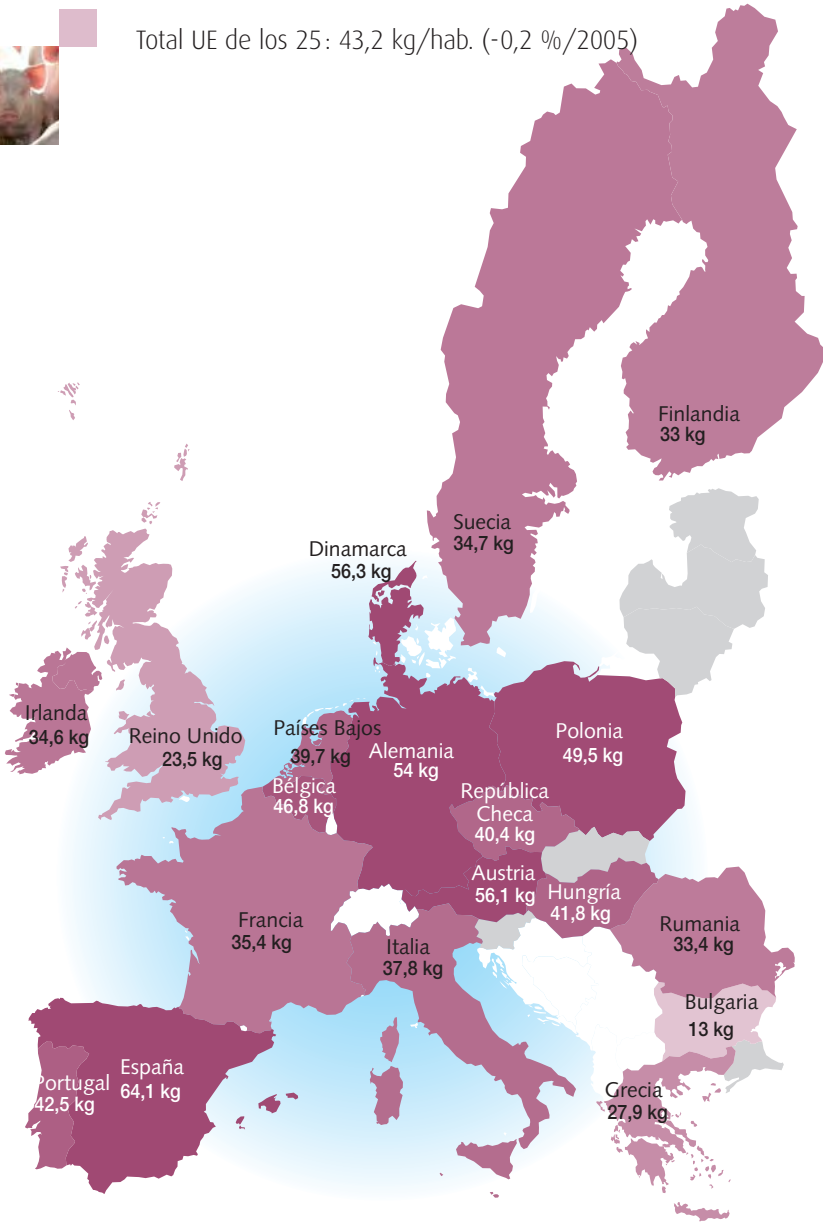 Total UE de los 25: 43,2 kg/hab. (-0,2 %/2005)
Finlandia
33 kg
Suecia
34,7 kg
Dinamarca
56,3 kg
Irlanda
34,6 kg
Reino Unido
23,5 kg
Países Bajos
39,7 kg
Bélgica
46,8 kg
Alemania
54 kg
Polonia
49,5 kg
República
Checa
40,4 kg
Austria
56,1 kg
Hungría
41,8 kg
Francia
35,4 kg
Italia
37,8 kg
Rumania
33,4 kg
Bulgaria
13 kg
España
64,1 kg
Portugal
42,5 kg
Grecia
27,9 kg